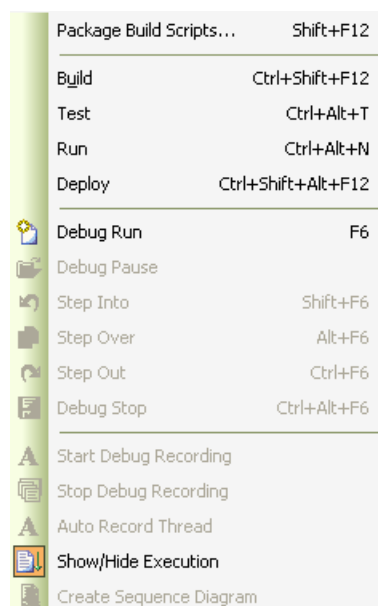 Package Build Scripts... Shift+F12
Build Ctrl+Shift+F12
Test Ctrl+Alt+T
Run Ctrl+Alt+N
Deploy Ctrl+Shift+Alt+F12
Debug Run F6
Debug Pause
Step Into Shift+F6
Step Over Alt+F6
Step Out Ctrl+F6
Debug Stop Ctrl+Alt+F6
Start Debug Recording
Stop Debug Recording
Auto Record Thread
Show/Hide Execution
Create Sequence Diagram